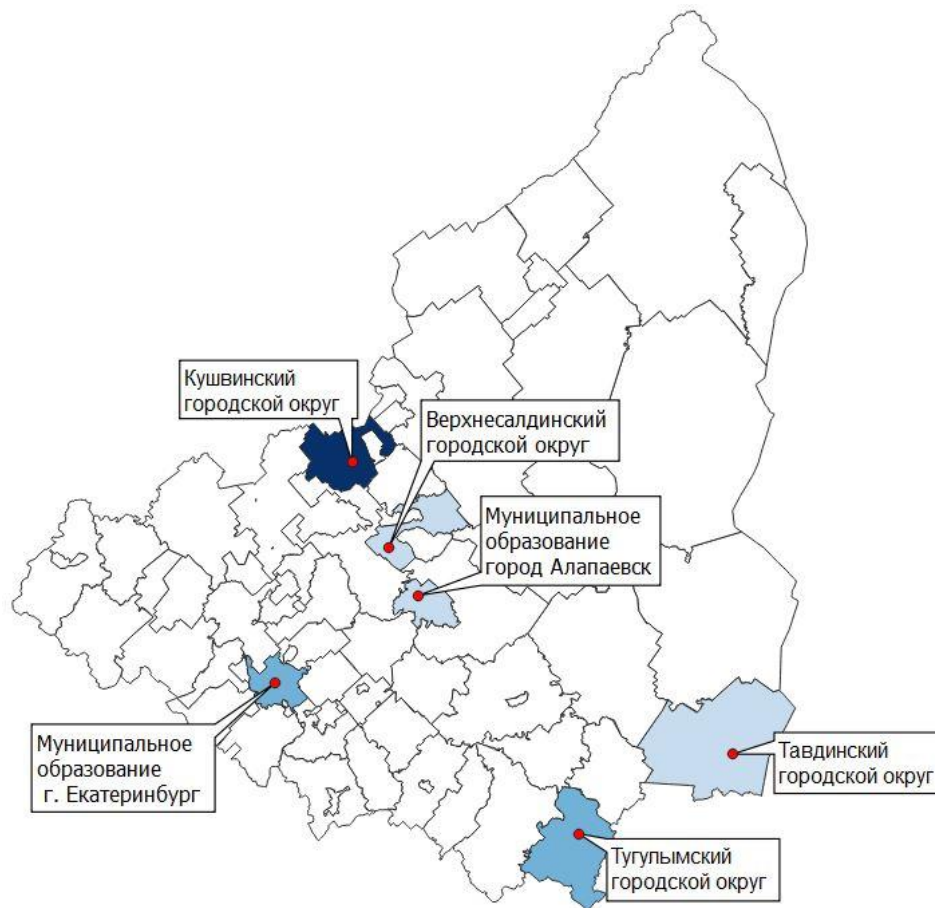 Кушвинский
городской округ
Верхнесалдинский
городской округ
Муниципальное
образование
город Алапаевск
Муниципальное
образование
г. Екатеринбург
Тавдинский
городской округ
Тугулымский
городской округ